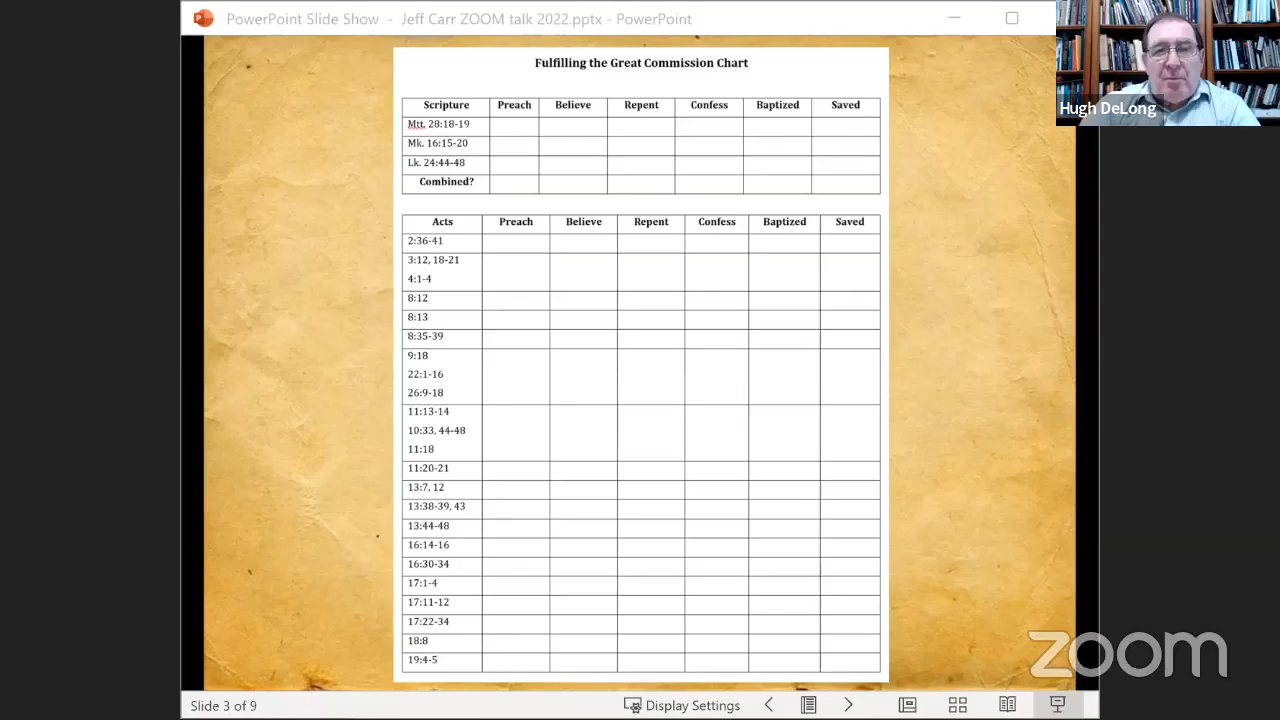 PowerPoint Slide Show - Jeff Carr ZOOM talk 2022.pptx - PowerPoint
Hugh DeLong
Fulfilling the Great Commission Chart
Scripture Preach Believe Repent Confess Baptized Saved
Mtt. 28:18-19
Mk. 16:15-20
Lk. 24:44-48
Combined?
Acts Preach Believe Repent Confess Baptized Saved
2:36-41
3:12, 18-21
4:1-4
8:12
8:13
8:35-39
9:18
22:1-16
26:9-18
11:13-14
10:33, 44-48
11:18
11:20-21
13:7, 12
13:38-39, 43
13:44-48
16:14-16
16:30-34
17:1-4
17:11-12
17:22-34
18:8
19:4-5
zoom
Slide 3 of 9 Display Settings